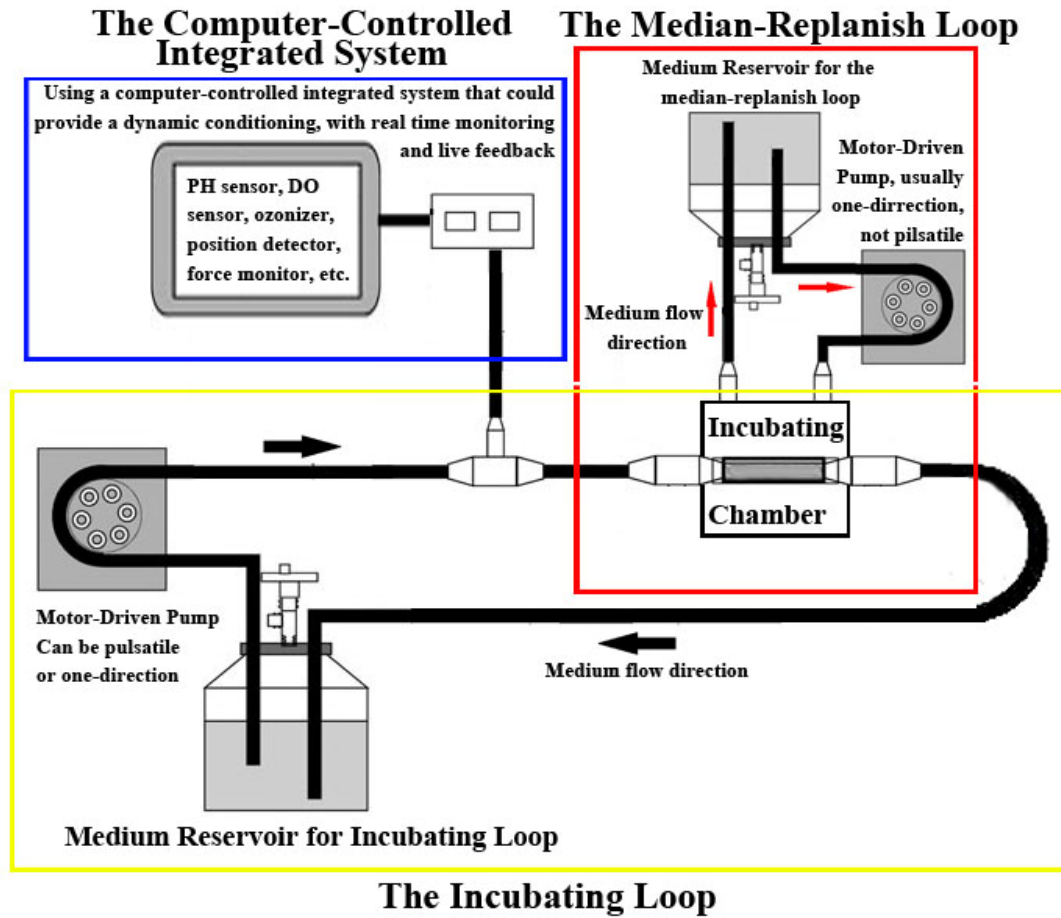 The Computer-Controlled
Integrated System
Using a computer-controlled integrated system that could
provide a dynamic conditioning, with real time monitoring
and live feedback
PH sensor, DO
sensor, ozonizer,
position detector,
force monitor, etc.
The Median-Replanish Loop
Medium Reservoir for the
median-replanish loop
Motor-Driven
Pump, usually
one-dirrection,
not pilsatile
Medium flow
direction
Incubating
Chamber
Motor-Driven Pump
Can be pulsatile
or one-direction
Medium flow direction
Medium Reservoir for Incubating Loop
The Incubating Loop